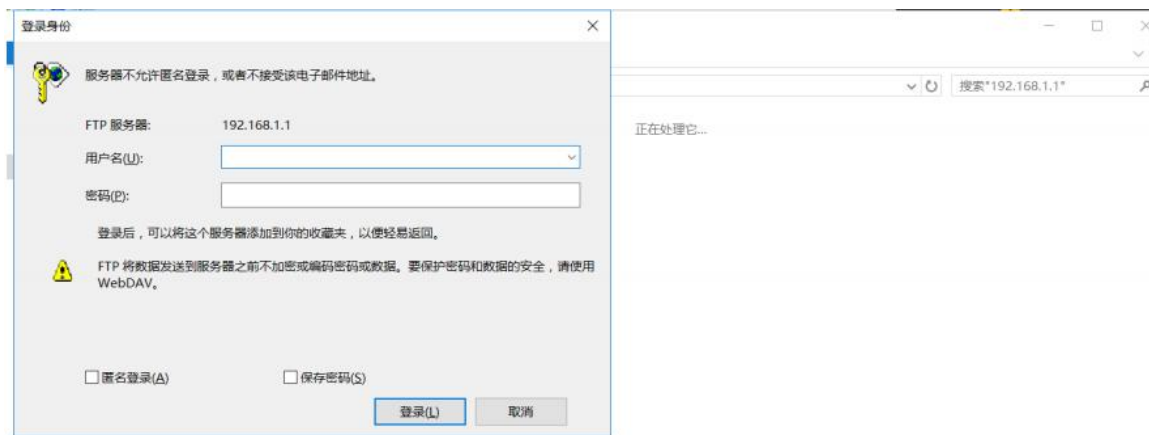 登录身份
服务器不允许匿名登录，或者不接受该电子邮件地址。
FTP 服务器:
192.168.1.1
用户名(U):
密码(P):
登录后，可以将这个服务器添加到你的收藏夹，以便轻易返回。
FTP 将数据发送到服务器之前不加密或编码密码或数据。要保护密码和数据的安全，请使用
WebDAV。
匿名登录(A)
保存密码(S)
登录(L)
取消
搜索"192.168.1.1"
正在处理它...